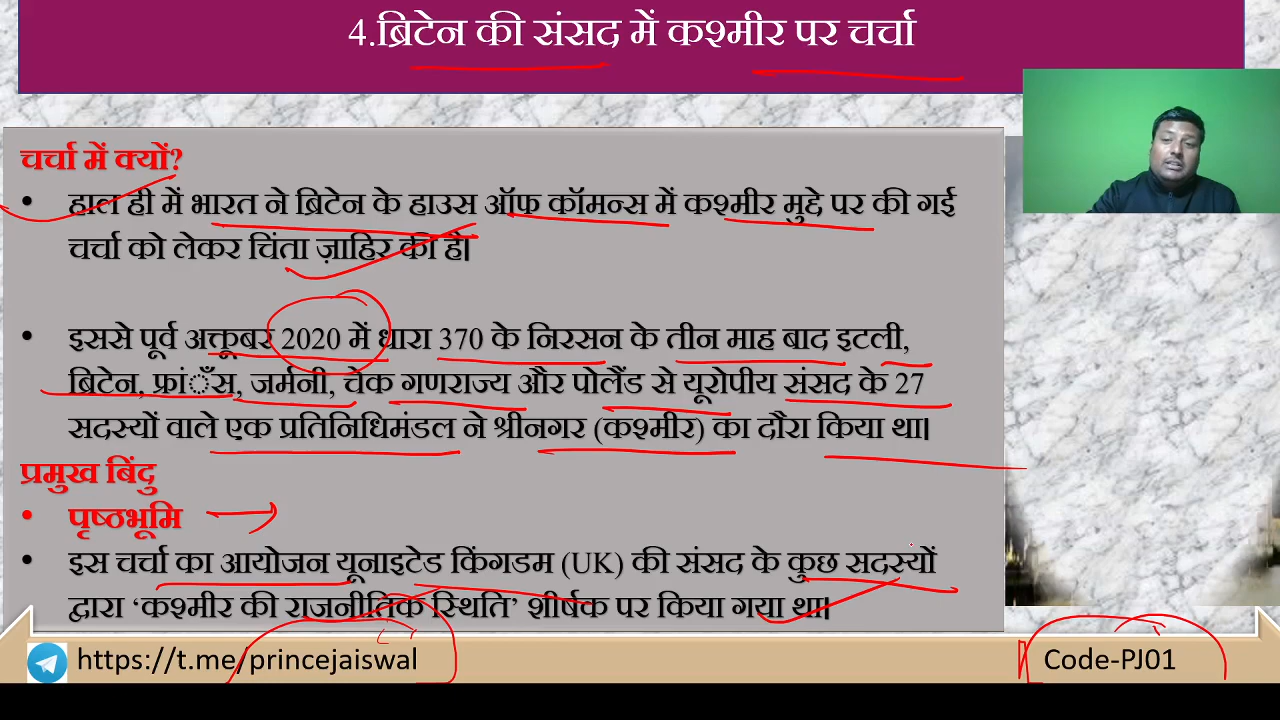 4.ब्रिटेन की संसद में कश्मीर पर चर्चा
चर्चा में क्यों?
• हाल ही में भारत ने ब्रिटेन के हाउस ऑफ कॉमन्स में कश्मीर मुद्दे पर की गई
चर्चा को लेकर चिंता ज़ाहिर की है|
• इससे पूर्व अक्तूबर 2020 में धारा 370 के निरसन के तीन माह बाद इटली,
ब्रिटेन, फ्रांँस, जर्मनी, चेक गणराज्य और पोलैंड से यूरोपीय संसद के 27
सदस्यों वाले एक प्रतिनिधिमंडल ने श्रीनगर (कश्मीर) का दौरा किया था|
प्रमुख बिंदु
• पृष्ठभूमि
• इस चर्चा का आयोजन यूनाइटेड किंगडम (UK) की संसद के कुछ सदस्यों
द्वारा ‘कश्मीर की राजनीतिक स्थिति’ शीर्षक पर किया गया था|
https://t.me/princejaiswal
Code-PJ01